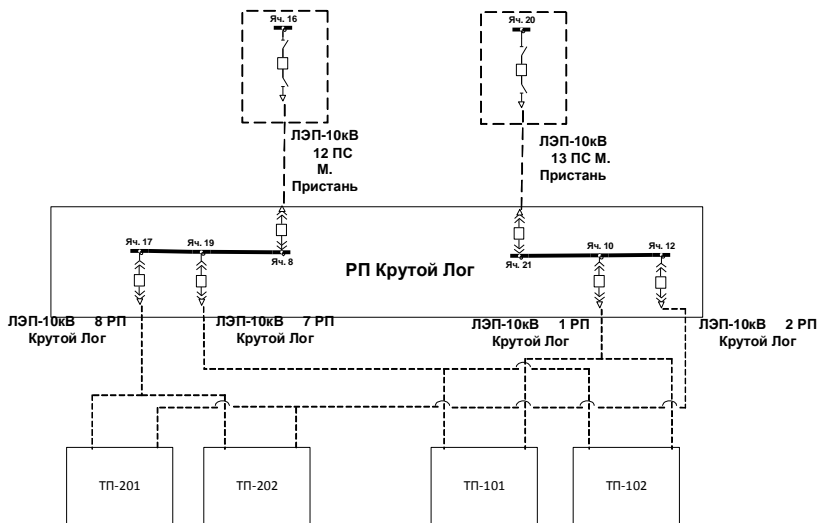 Яч. 16
Яч. 20
ЛЭП-10кВ
12 ПС
М.
Пристань
ЛЭП-10кВ
13 ПС М.
Пристань
Яч. 17
Яч. 19
Яч. 8
РП Крутой Лог
Яч. 21
Яч. 10
Яч. 12
ЛЭП-10кВ 8 РП
Крутой Лог
ЛЭП-10кВ 7 РП
Крутой Лог
ЛЭП-10кВ 1 РП
Крутой Лог
ЛЭП-10кВ 2 РП
Крутой Лог
ТП-201
ТП-202
ТП-101
ТП-102